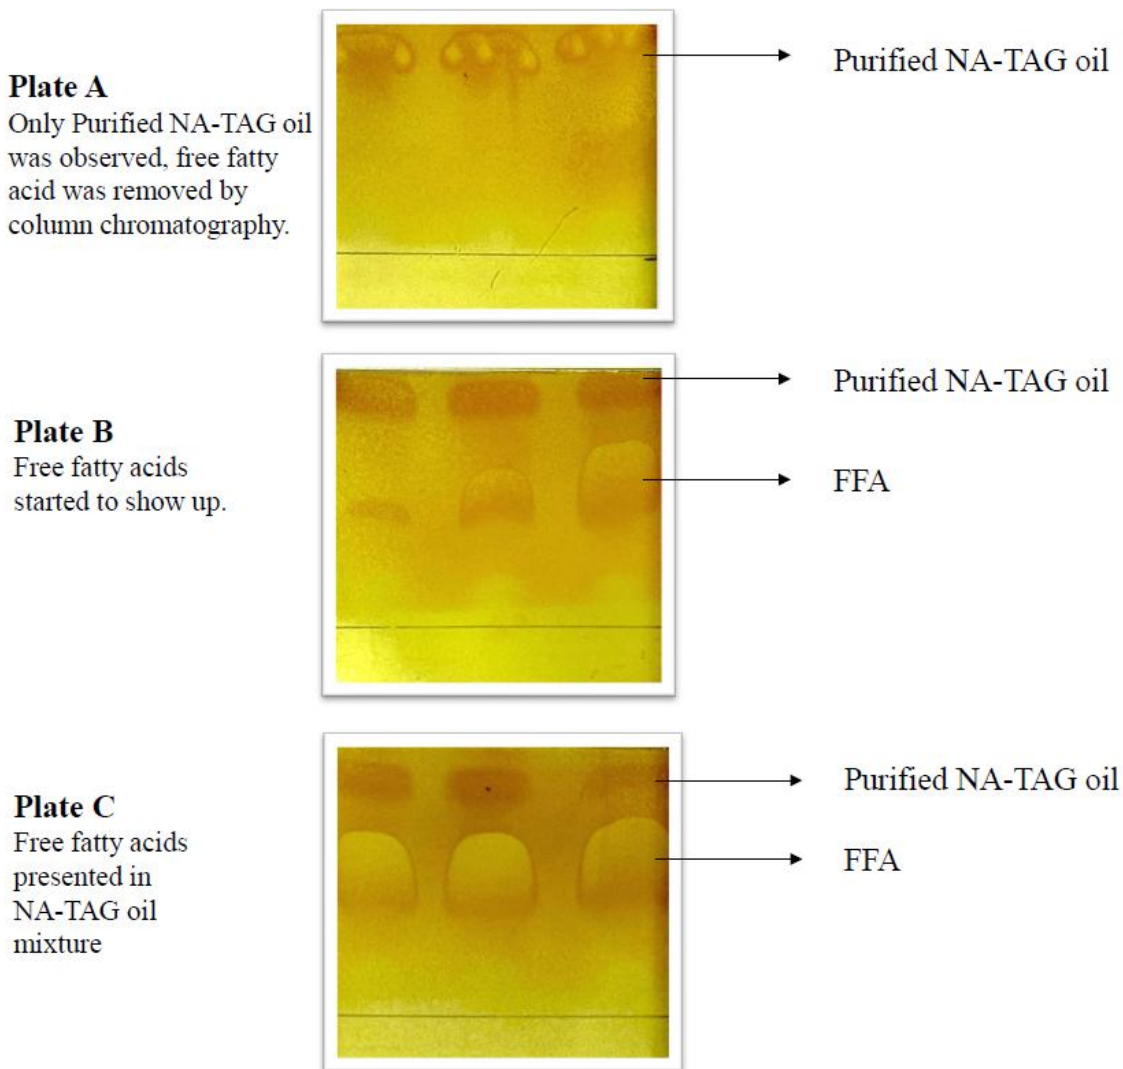 Plate A
Only Purified NA-TAG oil
was observed, free fatty
acid was removed by
column chromatography.
Purified NA-TAG oil
Plate B
Free fatty acids
started to show up.
Purified NA-TAG oil
FFA
Plate C
Free fatty acids
presented in
NA-TAG oil
mixture
Purified NA-TAG oil
FFA